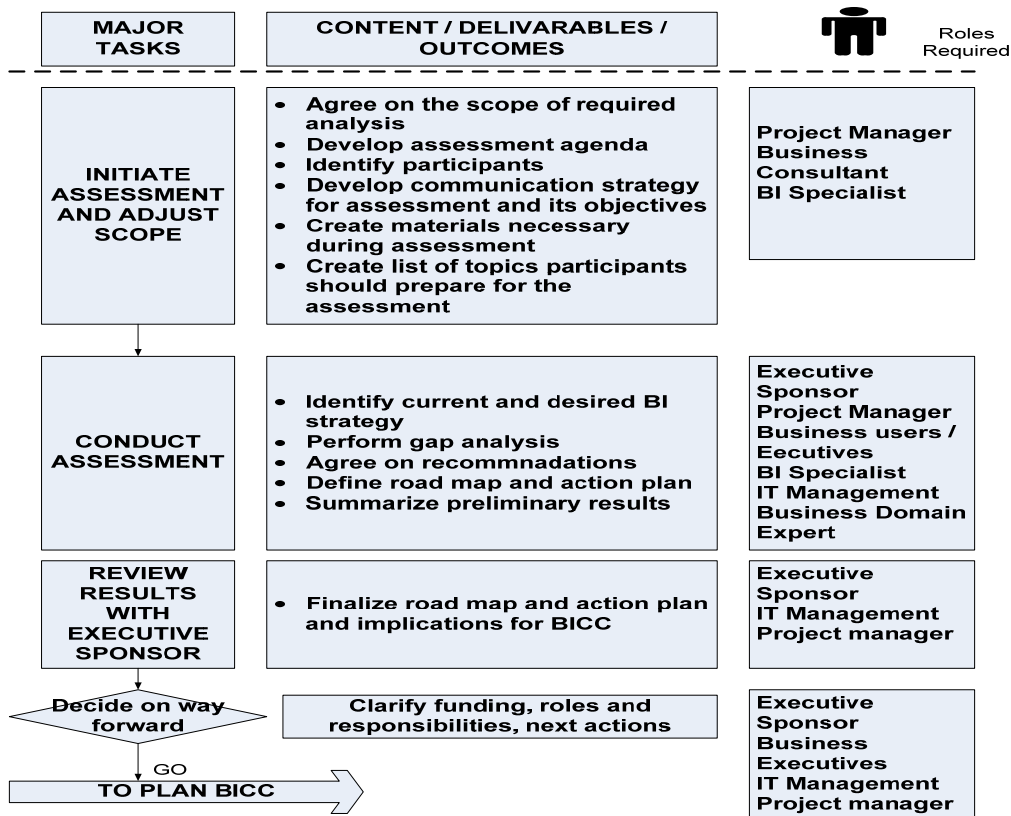 MAJOR
TASKS
CONTENT / DELIVARABLES /
OUTCOMES
Roles
Required
INITIATE
ASSESSMENT
AND ADJUST
SCOPE
• Agree on the scope of required
analysis
• Develop assessment agenda
• Identify participants
• Develop communication strategy
for assessment and its objectives
• Create materials necessary
during assessment
• Create list of topics participants
should prepare for the
assessment
Project Manager
Business
Consultant
BI Specialist
CONDUCT
ASSESSMENT
• Identify current and desired BI
strategy
• Perform gap analysis
• Agree on recommnadations
• Define road map and action plan
• Summarize preliminary results
Executive
Sponsor
Project Manager
Business users /
Eecutives
BI Specialist
IT Management
Business Domain
Expert
REVIEW
RESULTS
WITH
EXECUTIVE
SPONSOR
• Finalize road map and action plan
and implications for BICC
Executive
Sponsor
IT Management
Project manager
Decide on way
forward
Clarify funding, roles and
responsibilities, next actions
Executive
Sponsor
Business
Executives
IT Management
Project manager
GO
TO PLAN BICC